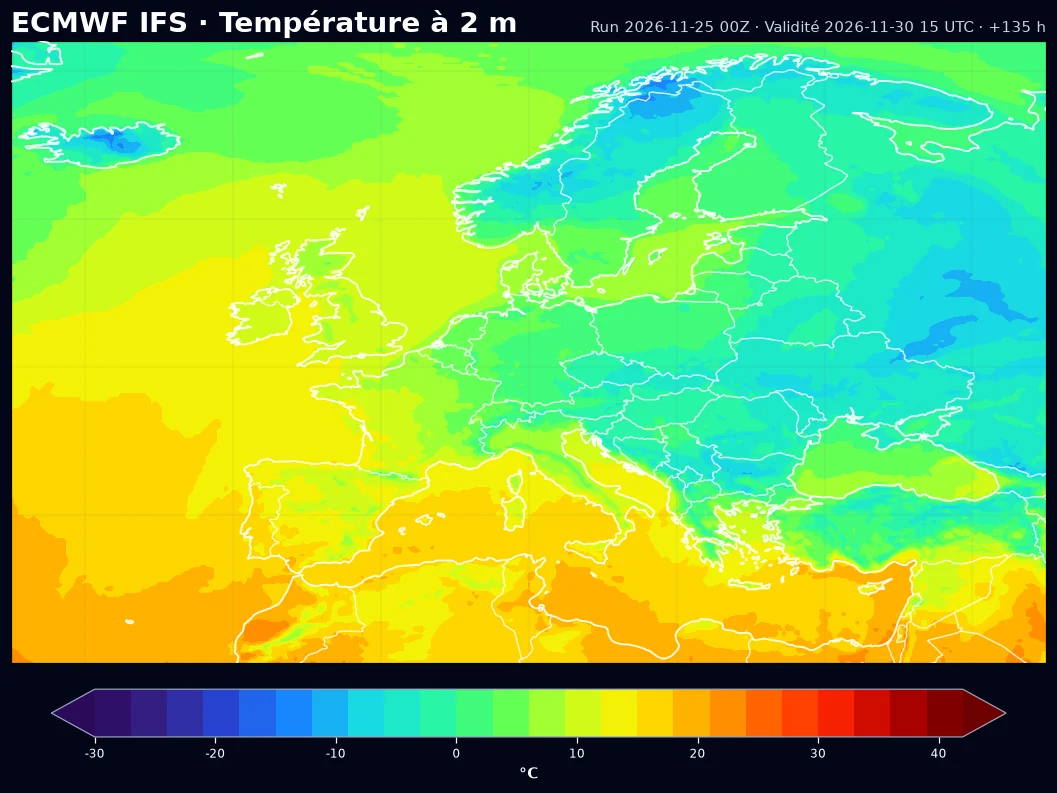 ECMWF IFS · Température à 2 m
Run 2026-11-25 00Z · Validité 2026-11-30 15 UTC · +135 h
-30 -20 -10 0 10 20 30 40
°C